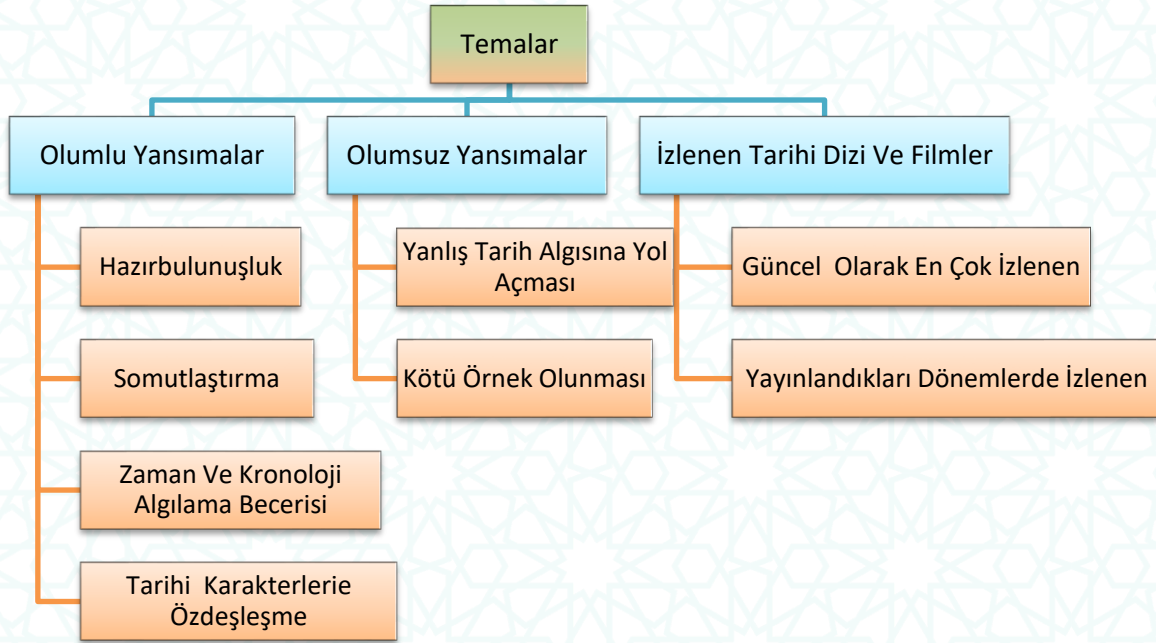 Temalar
Olumlu Yansımalar
Hazırbulunuşluk
Somutlaştırma
Zaman Ve Kronoloji
Algılama Becerisi
Tarihi Karakterlerie
Özdeşleşme
Olumsuz Yansımalar
Yanlış Tarih Algısına Yol
Açması
Kötü Örnek Olunması
İzlenen Tarihi Dizi Ve Filmler
Güncel Olarak En Çok İzlenen
Yayınlandıkları Dönemlerde İzlenen